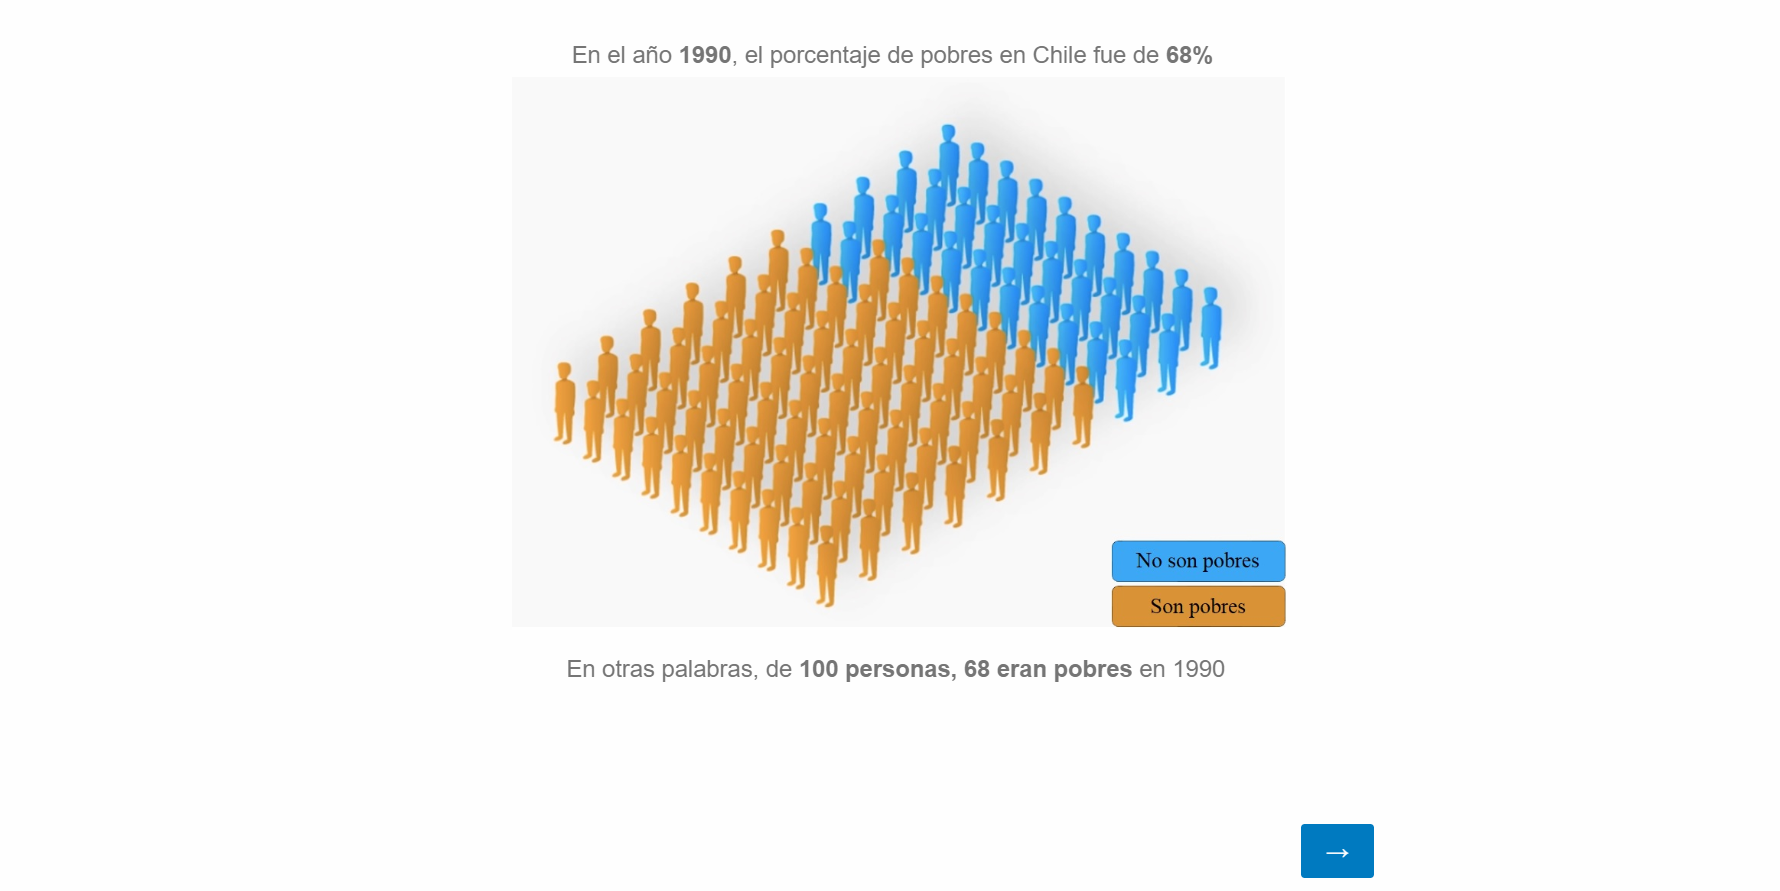 En el año 1990, el porcentaje de pobres en Chile fue de 68%
No son pobres
Son pobres
En otras palabras, de 100 personas, 68 eran pobres en 1990
→